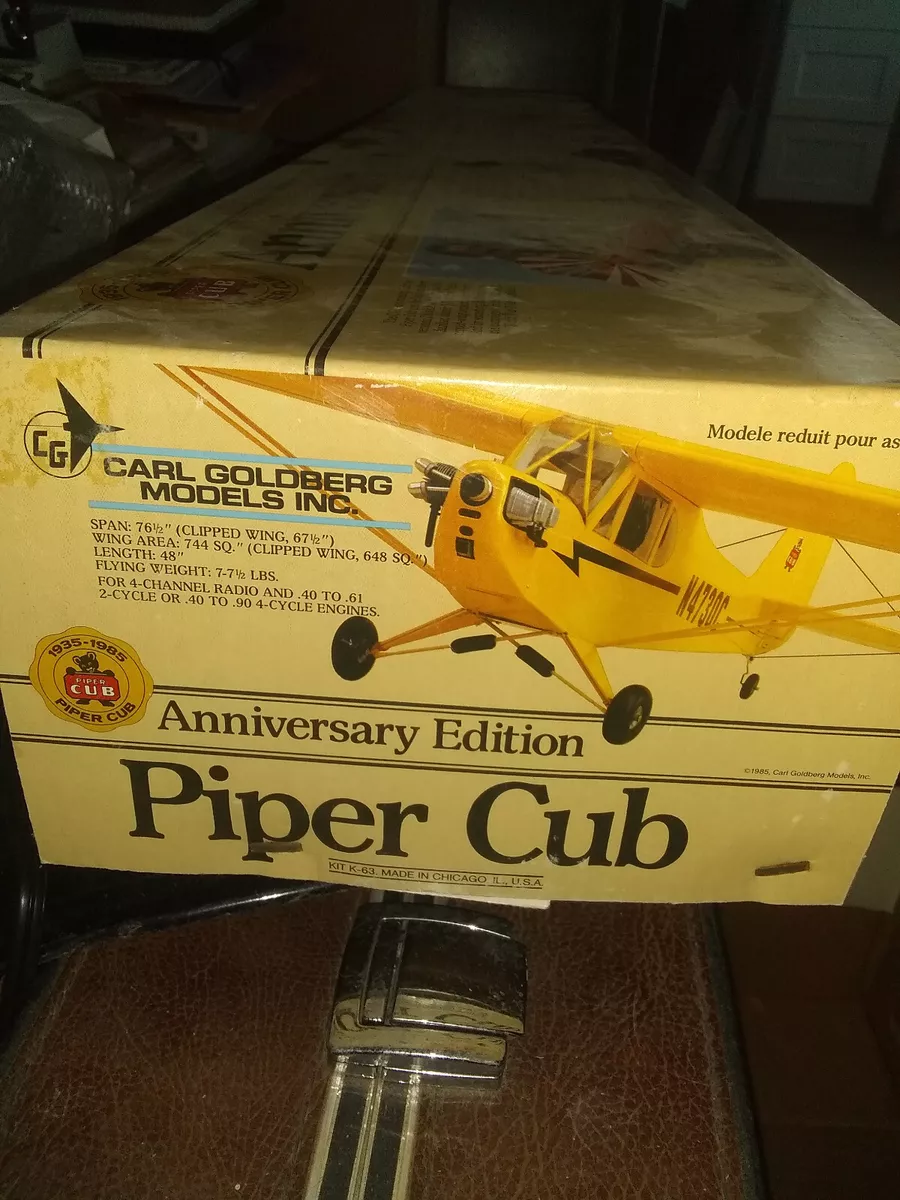 CUB
CG
CARL GOLDBERG
MODELS INC.
SPAN: 76½" (CLIPPED WING, 67½")
WING AREA: 744 SQ." (CLIPPED WING, 648 SQ.")
LENGTH: 48"
FLYING WEIGHT: 7-7½ LBS.
FOR 4-CHANNEL RADIO AND .40 TO .61
2-CYCLE OR .40 TO .90 4-CYCLE ENGINES.
Modele reduit pour as
1935-1985
PIPER
CUB
PIPER CUB
Anniversary Edition
©1985, Carl Goldberg Models, Inc.
Piper Cub
KIT K-63. MADE IN CHICAGO IL., U.S.A.